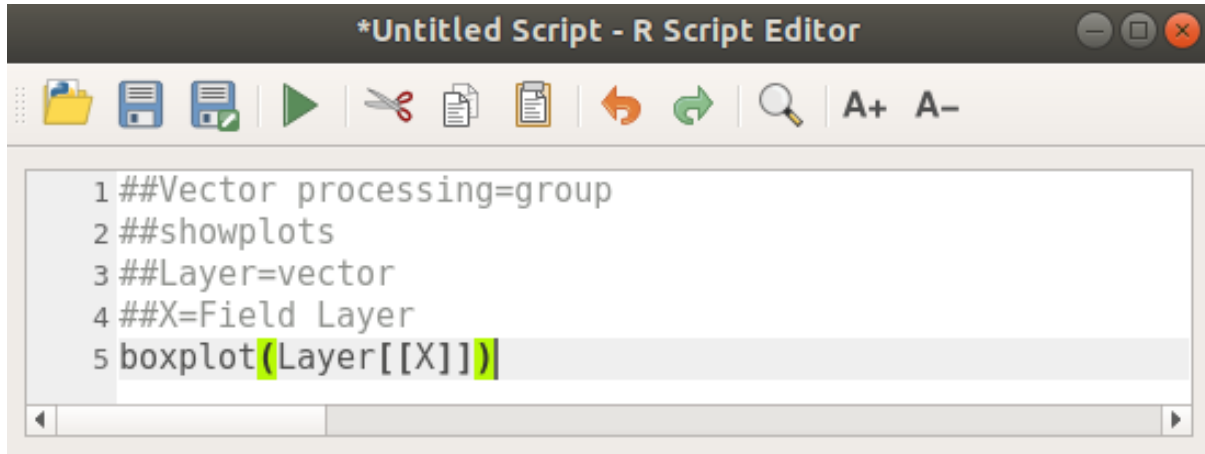 *Untitled Script - R Script Editor
A+ A-
1 ##Vector processing=group
2 ##showplots
3 ##Layer=vector
4 ##X=Field Layer
5 boxplot(Layer[[X]])